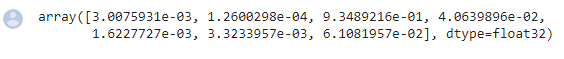 array([3.0075931e-03, 1.2600298e-04, 9.3489216e-01, 4.0639896e-02,
1.6227727e-03, 3.3233957e-03, 6.1081957e-02], dtype=float32)